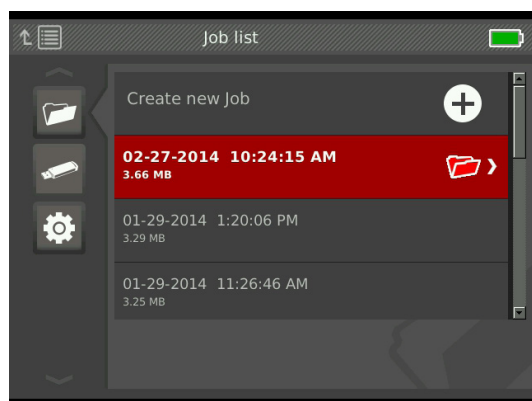 Job list
Create new Job
02-27-2014 10:24:15 AM
3.66 MB
01-29-2014 1:20:06 PM
3.29 MB
01-29-2014 11:26:46 AM
3.25 MB